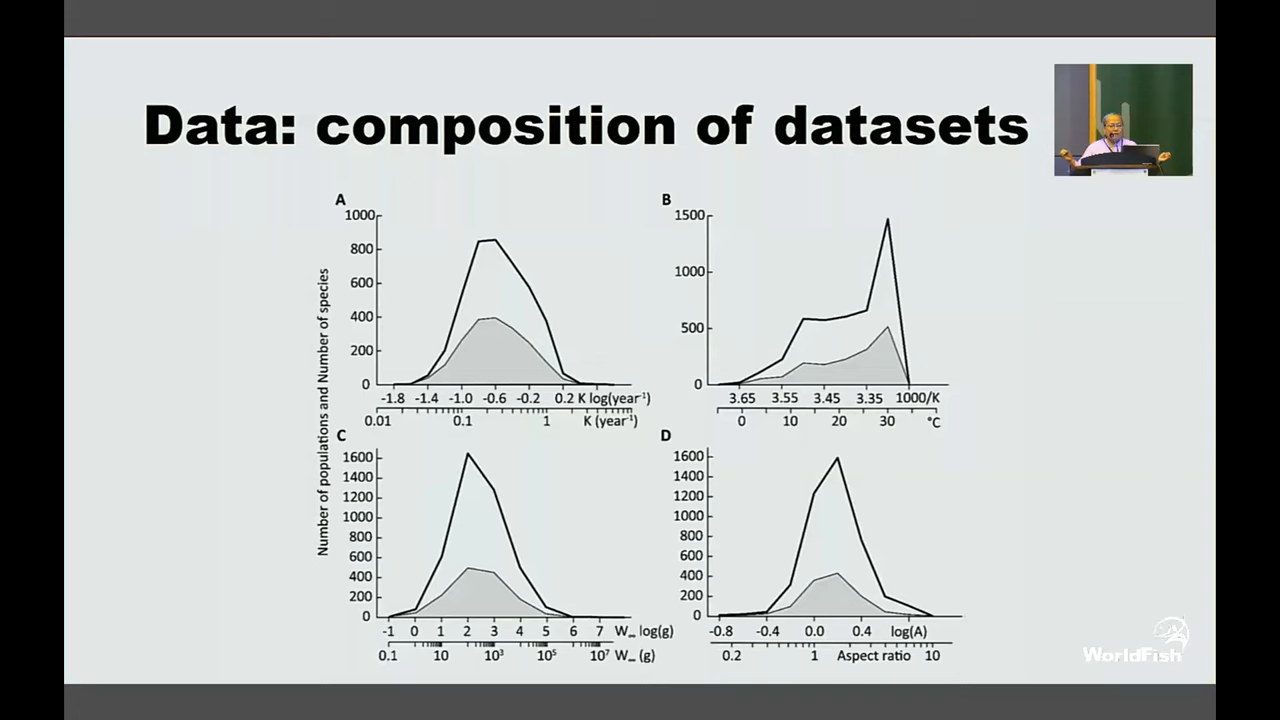 Data: composition of datasets
Number of populations and Number of species
A
1000
800
600
400
200
0
-1.8 -1.4 -1.0 -0.6 -0.2 0.2 K log(year⁻¹)
0.01 0.1 1 K (year⁻¹)
B
1500
1000
500
0
3.65 3.55 3.45 3.35 1000/K
0 10 20 30 °C
C
1600
1400
1200
1000
800
600
400
200
0
-1 0 1 2 3 4 5 6 7 W∞ log(g)
0.1 10 10³ 10⁵ 10⁷ W∞ (g)
D
1600
1400
1200
1000
800
600
400
200
0
-0.8 -0.4 0.0 0.4 log(A)
0.2 1 Aspect ratio 10
WorldFish